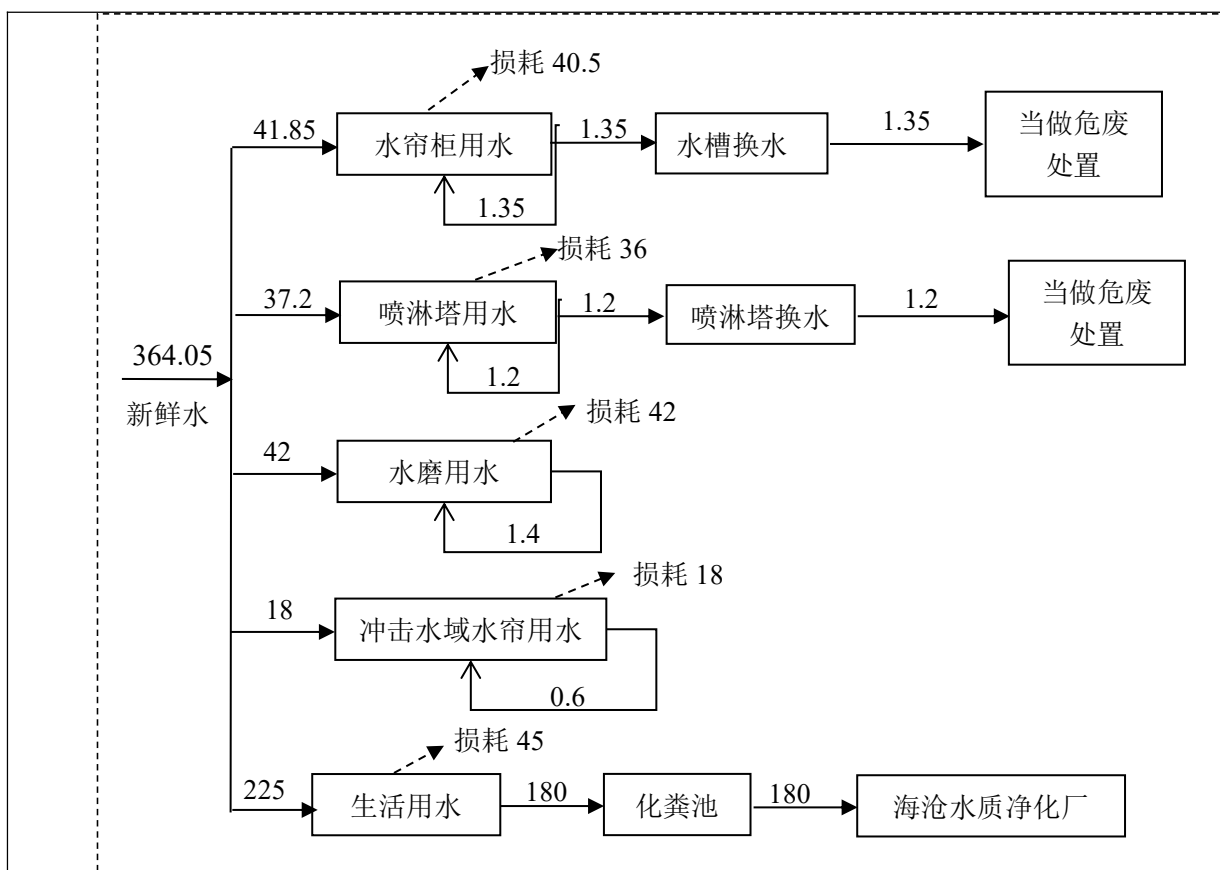 损耗 40.5
41.85
水帘柜用水
1.35
水槽换水
1.35
当做危废
处置
1.35
损耗 36
37.2
喷淋塔用水
1.2
喷淋塔换水
1.2
当做危废
处置
1.2
364.05
新鲜水
损耗 42
42
水磨用水
1.4
损耗 18
18
冲击水域水帘用水
0.6
损耗 45
225
生活用水
180
化粪池
180
海沧水质净化厂